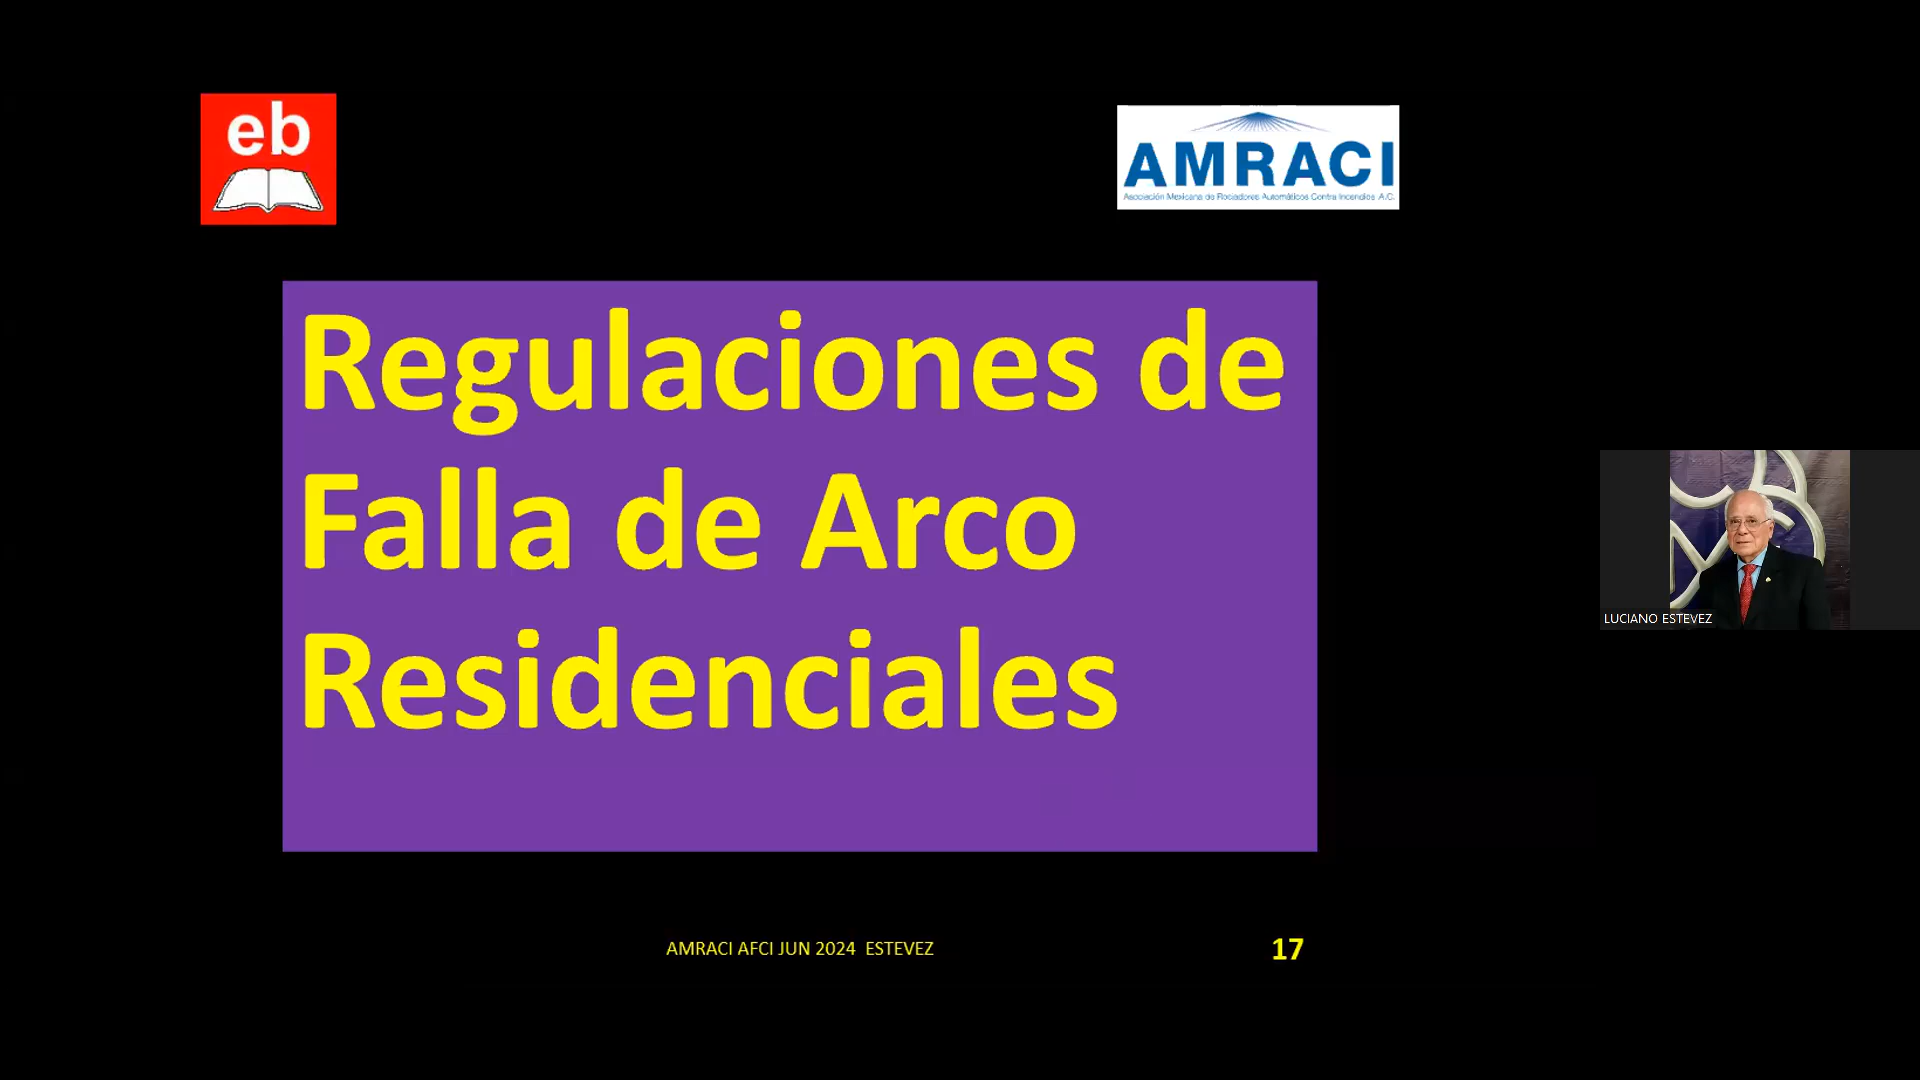 eb
AMRACI
Asociación Mexicana de Rociadores Automáticos Contra Incendios A.C.
Regulaciones de
Falla de Arco
Residenciales
LUCIANO ESTEVEZ
AMRACI AFCI JUN 2024 ESTEVEZ
17